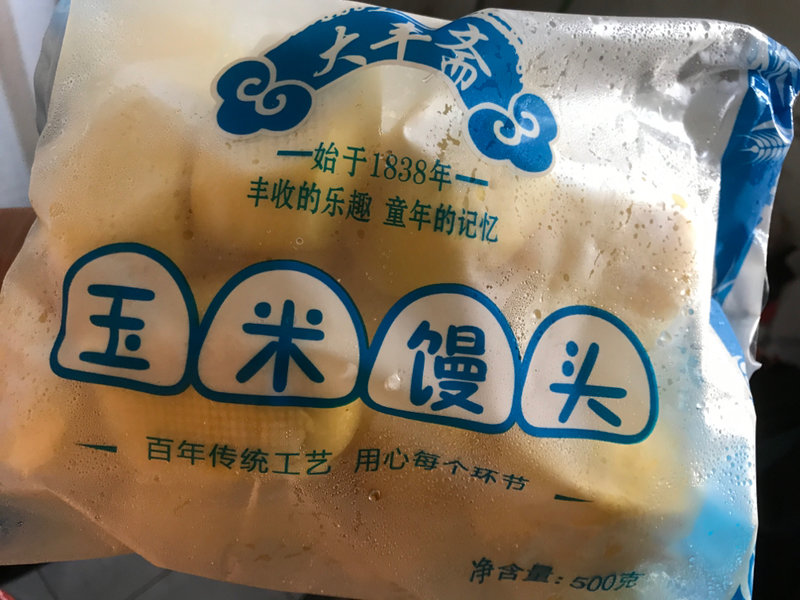 大丰斋
始于1838年
丰收的乐趣 童年的记忆
玉米馒头
百年传统工艺 用心每个环节
净含量：500克